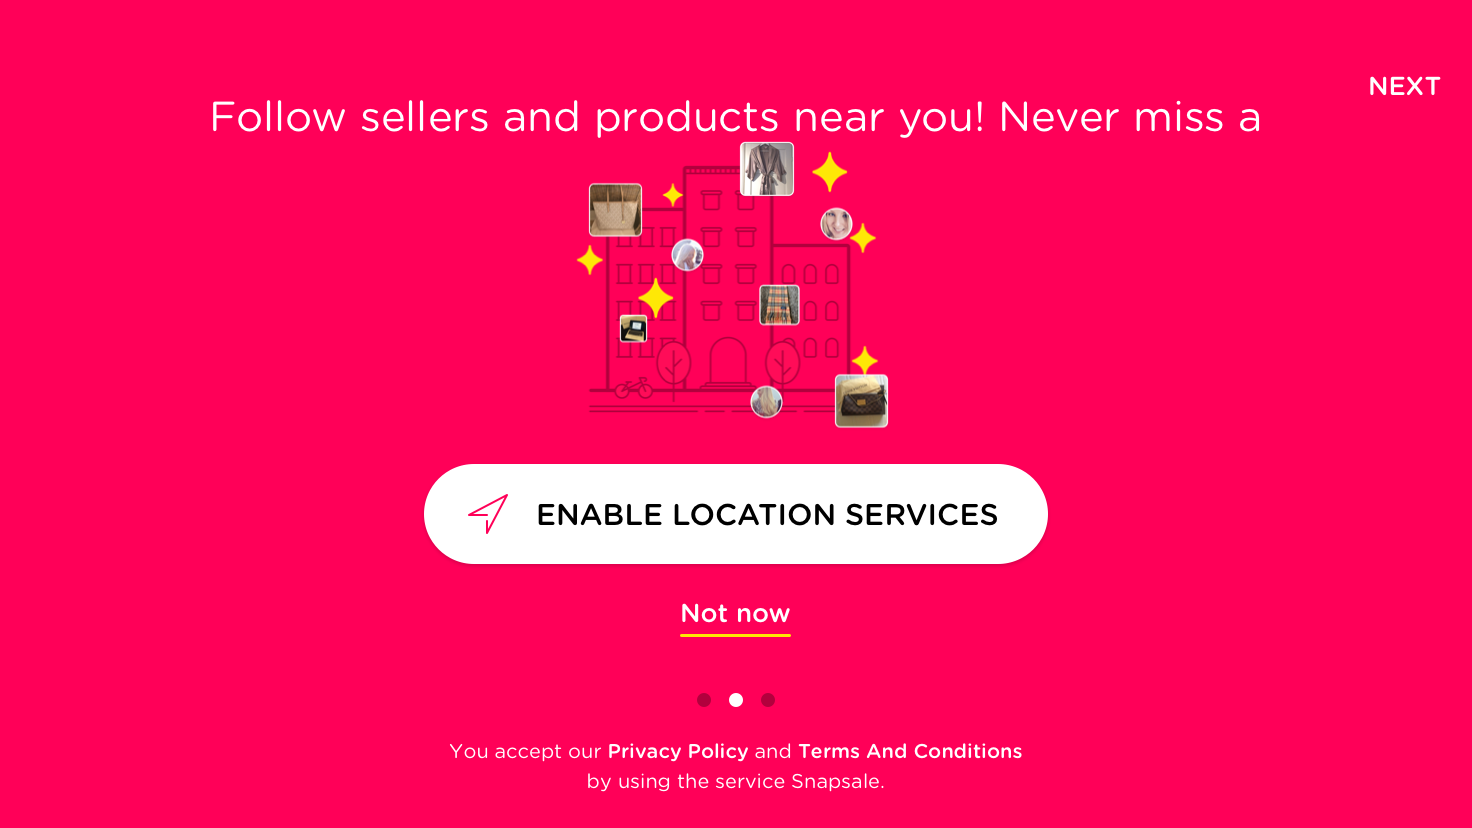 NEXT
Follow sellers and products near you! Never miss a
ENABLE LOCATION SERVICES
Not now
You accept our Privacy Policy and Terms And Conditions
by using the service Snapsale.